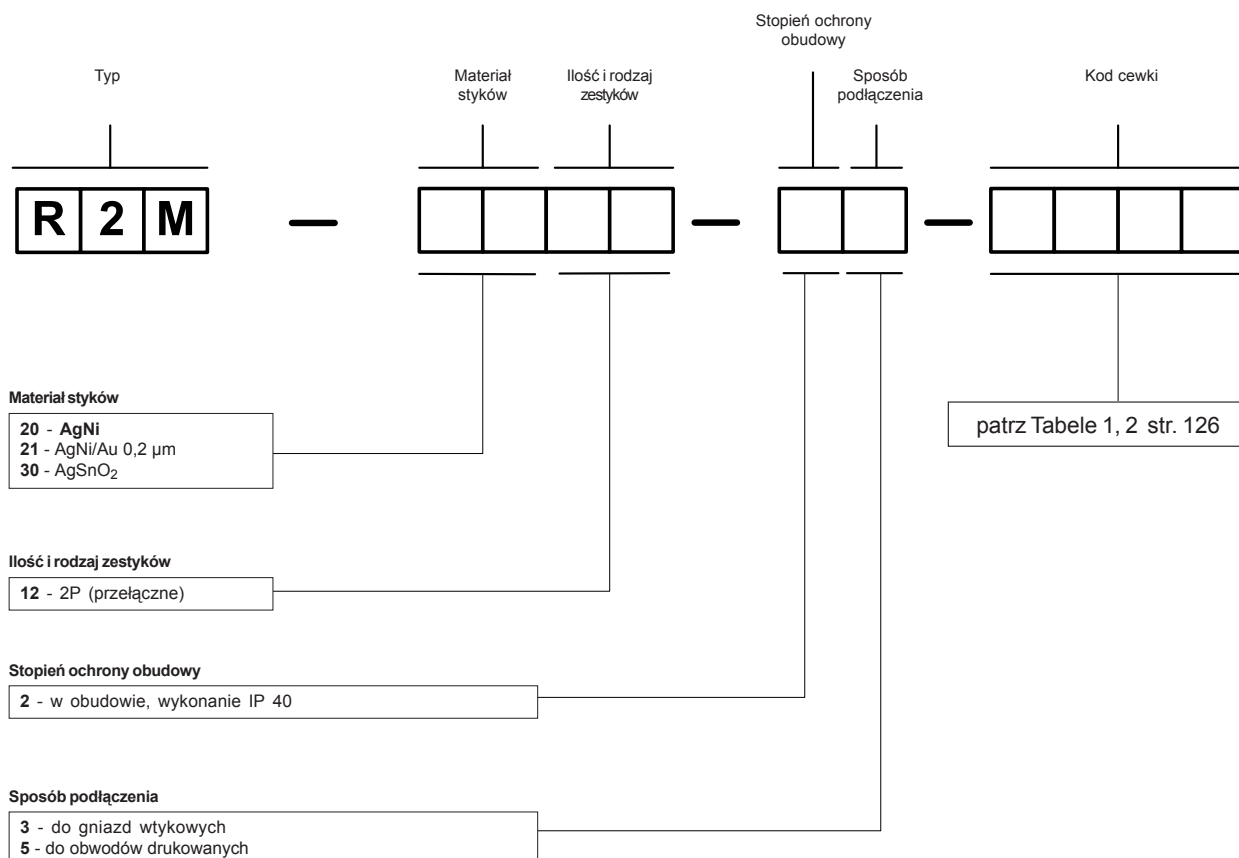 Stopień ochrony
obudowy
Typ
Materiał
styków
Ilość i rodzaj
zestyków
Sposób
podłączenia
Kod cewki
R 2 M — — —
Materiał styków
20 - AgNi
21 - AgNi/Au 0,2 µm
30 - AgSnO₂
patrz Tabele 1, 2 str. 126
Ilość i rodzaj zestyków
12 - 2P (przełączne)
Stopień ochrony obudowy
2 - w obudowie, wykonanie IP 40
Sposób podłączenia
3 - do gniazd wtykowych
5 - do obwodów drukowanych